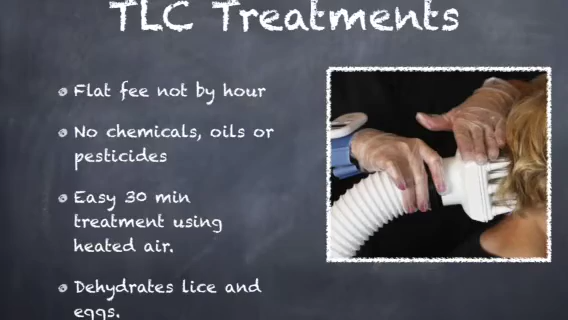 TLC Treatments
Flat fee not by hour
No chemicals, oils or
pesticides
Easy 30 min
treatment using
heated air.
Dehydrates lice and
eggs.